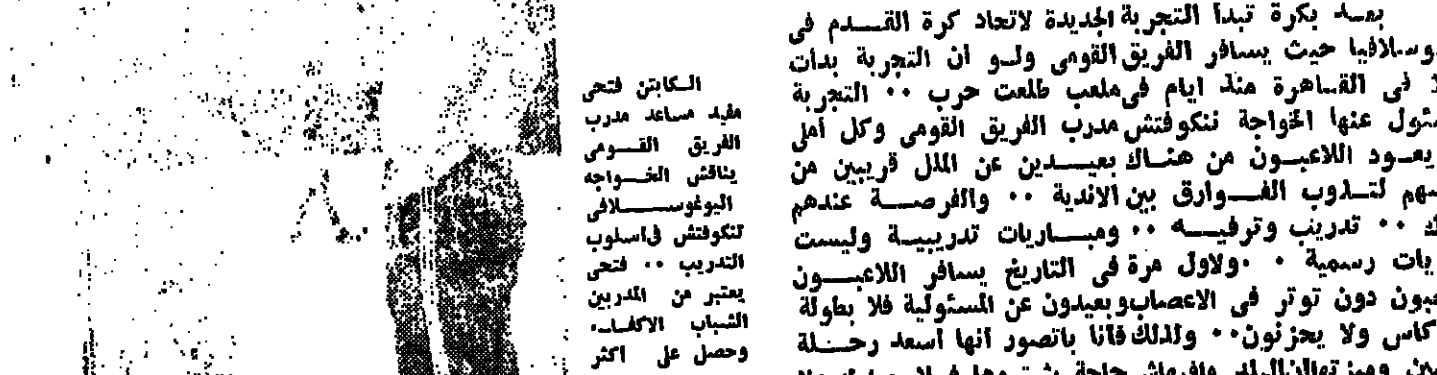 بعد بكرة تبدأ التجربة الجديدة لاتحاد كرة القدم فى
يوسلافيا حيث يسافر الفريق القومى ولو ان التجربة بدأت
فى القاهرة منذ ايام فى ملعب طلعت حرب ·· التجربة
مسئول عنها الخواجة ننكوفتش مدرب الفريق القومى وكل أملى
يعود اللاعبون من هناك بعيدين عن الملل قريبين من
لتذوب الفوارق بين الاندية ·· والفرصة عندهم
·· تدريب وترفيه ·· ومباريات تدريبية وليست
رسمية ·· ولاول مرة فى التاريخ يسافر اللاعبون
دون توتر فى الاعصاب وبعيدون عن المسئولية فلا بطولة
كاس ولا يحزنون ·· ولذلك فانا باتصور انها اسعد رحلة
الكابتن فتحى
مفيد مساعد مدرب
الفريق القومى
يناقش الخواجه
اليوغوسلافى
تنكوفتش فى اسلوب
التدريب ·· فتحى
يعتبر من المدربين
الشباب الاكفاء·
وحصل على اكثر